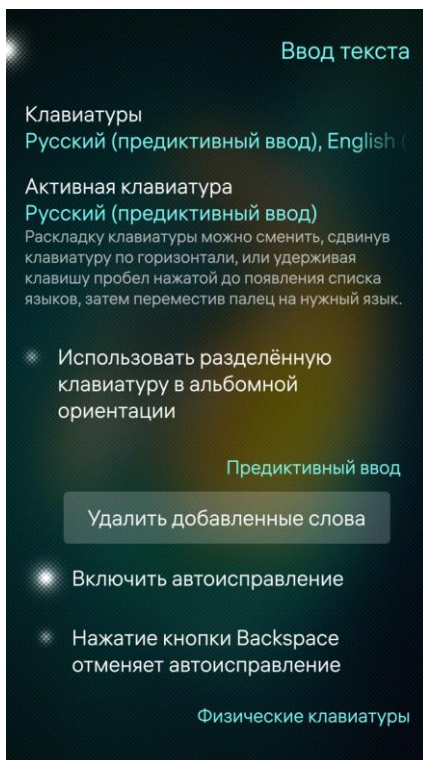 Ввод текста
Клавиатуры
Русский (предиктивный ввод), English (
Активная клавиатура
Русский (предиктивный ввод)
Раскладку клавиатуры можно сменить, сдвинув
клавиатуру по горизонтали, или удерживая
клавишу пробел нажатой до появления списка
языков, затем переместив палец на нужный язык.
Использовать разделённую
клавиатуру в альбомной
ориентации
Предиктивный ввод
Удалить добавленные слова
Включить автоисправление
Нажатие кнопки Backspace
отменяет автоисправление
Физические клавиатуры